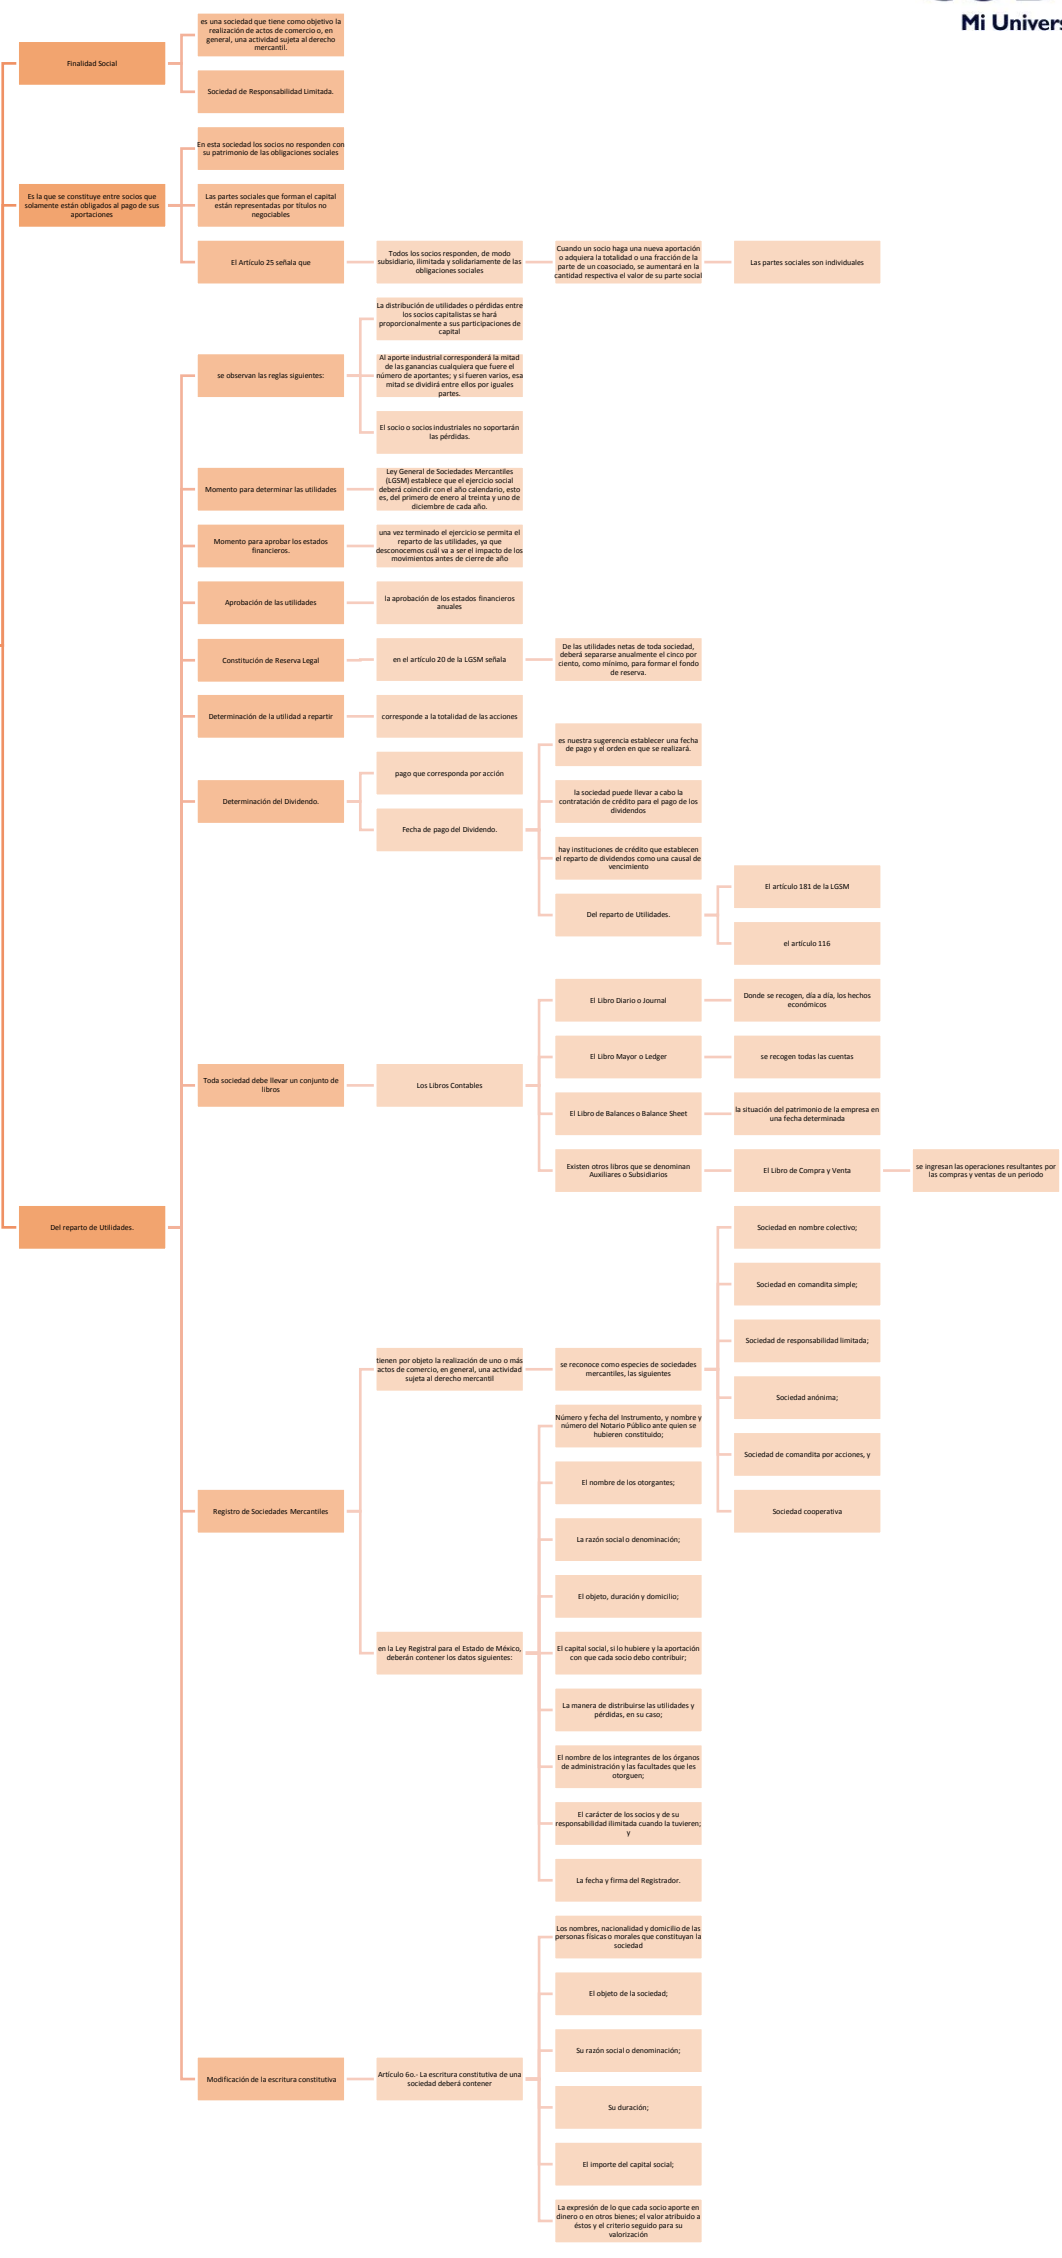 Mi Univers
es una sociedad que tiene como objetivo la
realización de actos de comercio o, en
general, una actividad sujeta al derecho
mercantil.
Finalidad Social
Sociedad de Responsabilidad Limitada.
En esta sociedad los socios no responden con
su patrimonio de las obligaciones sociales
Es la que se constituye entre socios que
solamente están obligados al pago de sus
aportaciones
Las partes sociales que forman el capital
están representadas por títulos no
negociables
El Artículo 25 señala que
Todos los socios responden, de modo
subsidiario, ilimitada y solidariamente de las
obligaciones sociales
Cuando un socio haga una nueva aportación
o adquiera la totalidad o una fracción de la
parte de un coasociado, se aumentará en la
cantidad respectiva el valor de su parte social
Las partes sociales son individuales
La distribución de utilidades o pérdidas entre
los socios capitalistas se hará
proporcionalmente a sus participaciones de
capital
se observan las reglas siguientes:
Al aporte industrial corresponderá la mitad
de las ganancias cualquiera que fuere el
número de aportantes; y si fueren varios, esa
mitad se dividirá entre ellos por iguales
partes.
El socio o socios industriales no soportarán
las pérdidas.
Momento para determinar las utilidades
Ley General de Sociedades Mercantiles
(LGSM) establece que el ejercicio social
deberá coincidir con el año calendario, esto
es, del primero de enero al treinta y uno de
diciembre de cada año.
Momento para aprobar los estados
financieros.
una vez terminado el ejercicio se permita el
reparto de las utilidades, ya que
desconocemos cuál va a ser el impacto de los
movimientos antes de cierre de año
Aprobación de las utilidades
la aprobación de los estados financieros
anuales
Constitución de Reserva Legal
en el artículo 20 de la LGSM señala
De las utilidades netas de toda sociedad,
deberá separarse anualmente el cinco por
ciento, como mínimo, para formar el fondo
de reserva.
Determinación de la utilidad a repartir
corresponde a la totalidad de las acciones
Determinación del Dividendo.
pago que corresponda por acción
Fecha de pago del Dividendo.
es nuestra sugerencia establecer una fecha
de pago y el orden en que se realizará.
la sociedad puede llevar a cabo la
contratación de crédito para el pago de los
dividendos
hay instituciones de crédito que establecen
el reparto de dividendos como una causal de
vencimiento
Del reparto de Utilidades.
El artículo 181 de la LGSM
el artículo 116
Toda sociedad debe llevar un conjunto de
libros
Los Libros Contables
El Libro Diario o Journal
Donde se recogen, día a día, los hechos
económicos
El Libro Mayor o Ledger
se recogen todas las cuentas
El Libro de Balances o Balance Sheet
la situación del patrimonio de la empresa en
una fecha determinada
Existen otros libros que se denominan
Auxiliares o Subsidiarios
El Libro de Compra y Venta
se ingresan las operaciones resultantes por
las compras y ventas de un periodo
Del reparto de Utilidades.
Registro de Sociedades Mercantiles
tienen por objeto la realización de uno o más
actos de comercio, en general, una actividad
sujeta al derecho mercantil
se reconoce como especies de sociedades
mercantiles, las siguientes
Sociedad en nombre colectivo;
Sociedad en comandita simple;
Sociedad de responsabilidad limitada;
Sociedad anónima;
Sociedad de comandita por acciones, y
Sociedad cooperativa
en la Ley Registral para el Estado de México,
deberán contener los datos siguientes:
Número y fecha del Instrumento, y nombre y
número del Notario Público ante quien se
hubieren constituido;
El nombre de los otorgantes;
La razón social o denominación;
El objeto, duración y domicilio;
El capital social, si lo hubiere y la aportación
con que cada socio debo contribuir;
La manera de distribuirse las utilidades y
pérdidas, en su caso;
El nombre de los integrantes de los órganos
de administración y las facultades que les
otorguen;
El carácter de los socios y de su
responsabilidad ilimitada cuando la tuvieren;
y
La fecha y firma del Registrador.
Modificación de la escritura constitutiva
Artículo 6o.- La escritura constitutiva de una
sociedad deberá contener
Los nombres, nacionalidad y domicilio de las
personas físicas o morales que constituyan la
sociedad
El objeto de la sociedad;
Su razón social o denominación;
Su duración;
El importe del capital social;
La expresión de lo que cada socio aporte en
dinero o en otros bienes; el valor atribuido a
éstos y el criterio seguido para su
valorización